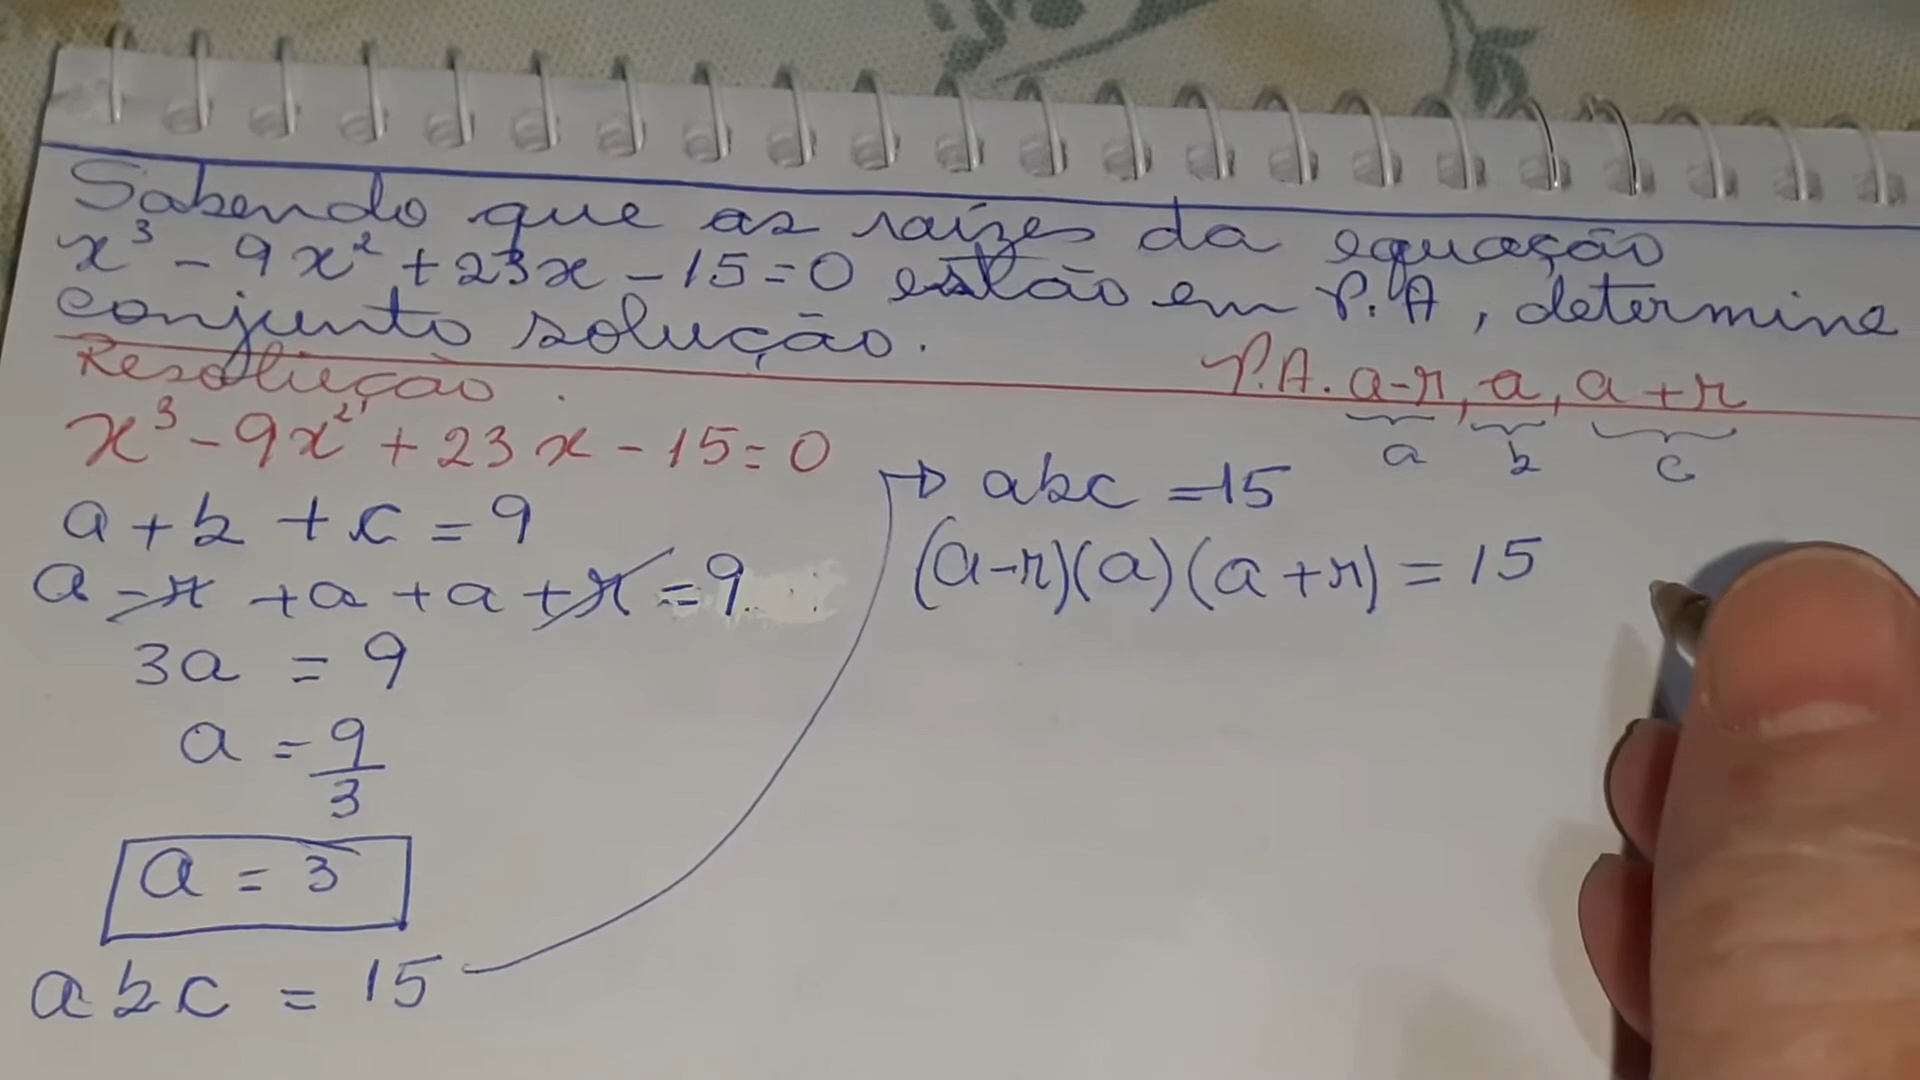 Sabendo que as raízes da equação
x³ - 9x² + 23x - 15 = 0 estão em P.A, determine
conjunto solução.
Resolução
P.A. a-r, a, a+r
a b c
x³ - 9x² + 23x - 15 = 0
a + b + c = 9
a - r + a + a + r = 9
3a = 9
a = 9/3
a = 3
abc = 15
→ abc = 15
(a-r)(a)(a+r) = 15